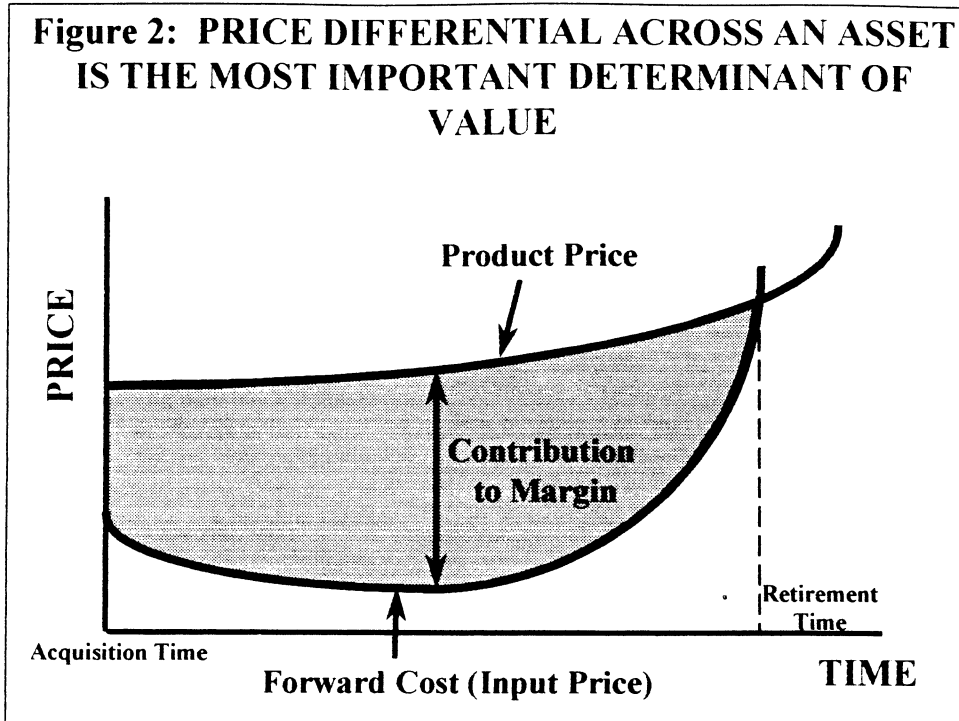 Figure 2: PRICE DIFFERENTIAL ACROSS AN ASSET
IS THE MOST IMPORTANT DETERMINANT OF
VALUE
Product Price
PRICE
Contribution
to Margin
Retirement
Time
Acquisition Time
TIME
Forward Cost (Input Price)